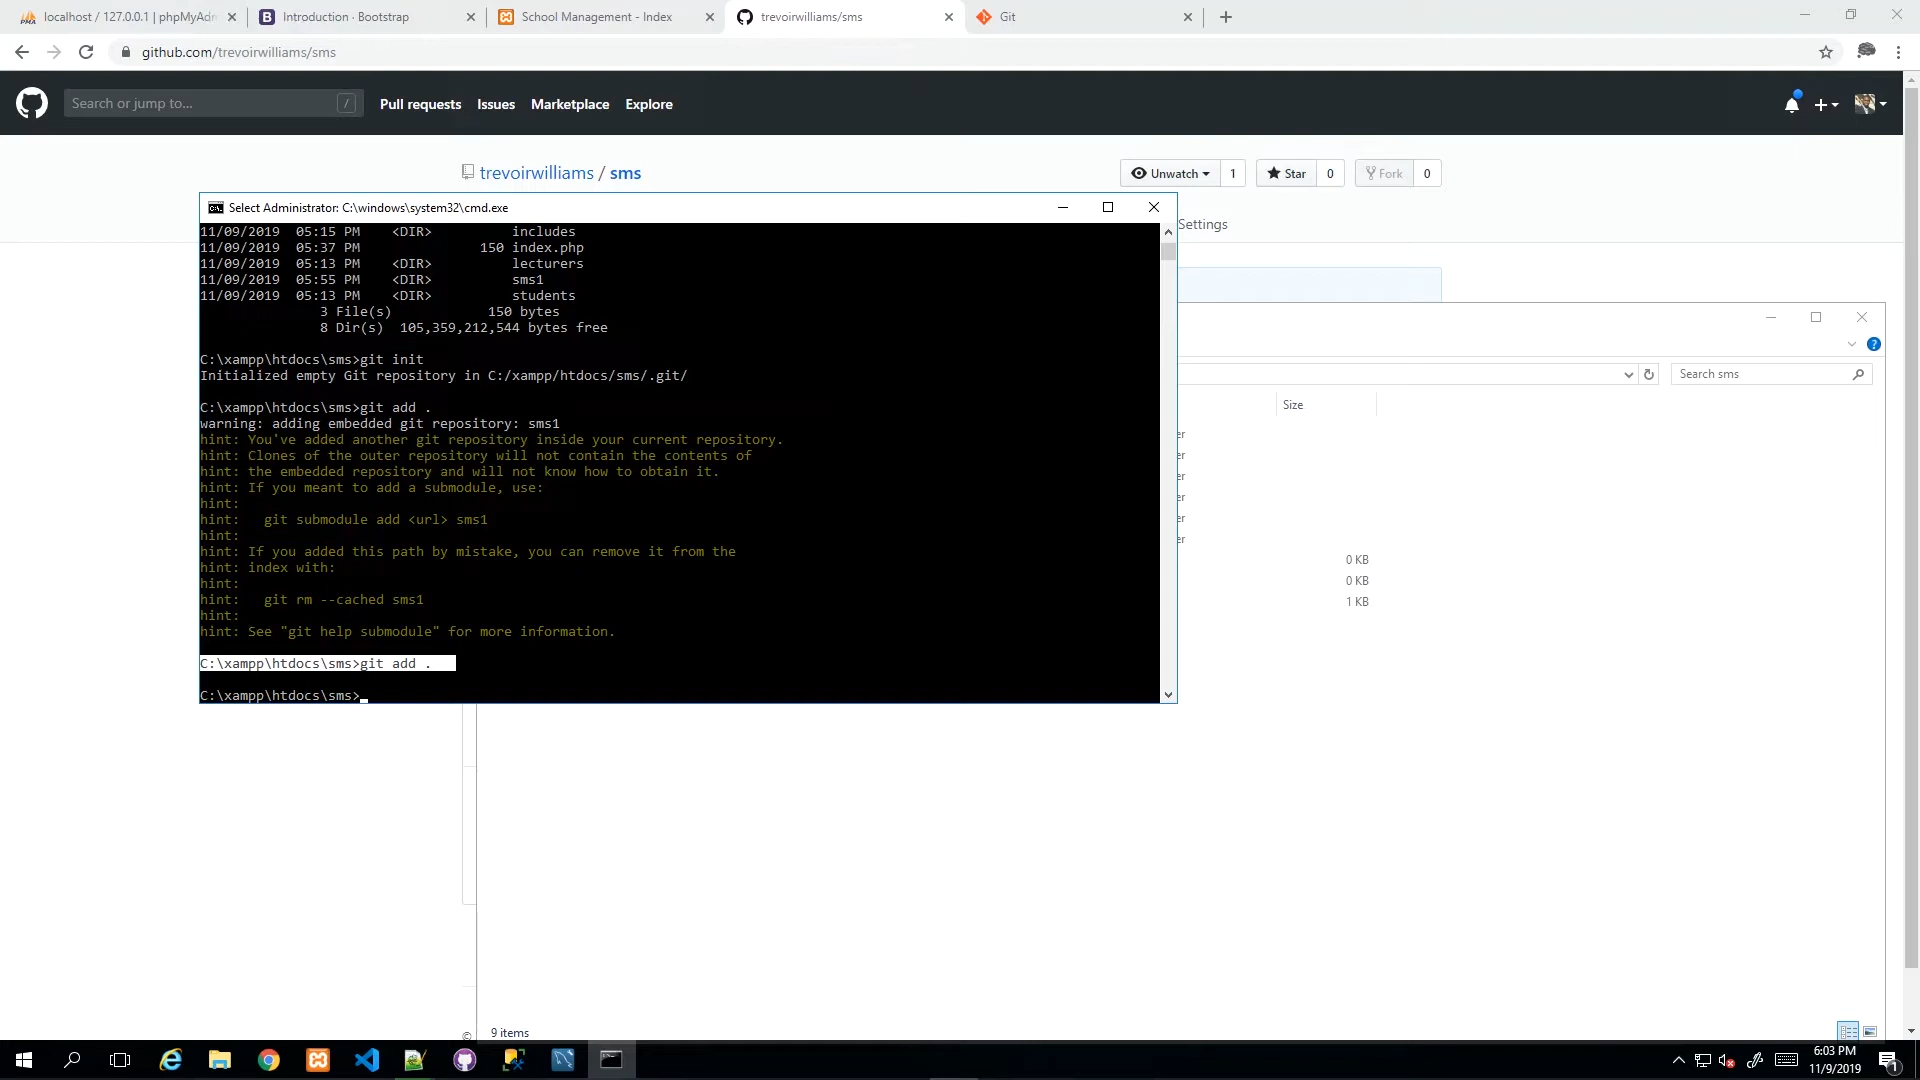 localhost / 127.0.0.1 | phpMyAdm
Introduction · Bootstrap
School Management - Index
trevoirwilliams/sms
Git
github.com/trevoirwilliams/sms
Search or jump to...
/
Pull requests
Issues
Marketplace
Explore
trevoirwilliams / sms
Unwatch
1
Star
0
Fork
0
Settings
Select Administrator: C:\windows\system32\cmd.exe
11/09/2019  05:15 PM    <DIR>          includes
11/09/2019  05:37 PM               150 index.php
11/09/2019  05:13 PM    <DIR>          lecturers
11/09/2019  05:55 PM    <DIR>          sms1
11/09/2019  05:13 PM    <DIR>          students
3 File(s)            150 bytes
8 Dir(s)  105,359,212,544 bytes free
C:\xampp\htdocs\sms>git init
Initialized empty Git repository in C:/xampp/htdocs/sms/.git/
C:\xampp\htdocs\sms>git add .
warning: adding embedded git repository: sms1
hint: You've added another git repository inside your current repository.
hint: Clones of the outer repository will not contain the contents of
hint: the embedded repository and will not know how to obtain it.
hint: If you meant to add a submodule, use:
hint:
hint:   git submodule add <url> sms1
hint:
hint: If you added this path by mistake, you can remove it from the
hint: index with:
hint:
hint:   git rm --cached sms1
hint:
hint: See "git help submodule" for more information.
C:\xampp\htdocs\sms>git add .
C:\xampp\htdocs\sms>
Search sms
Size
er
er
er
er
er
er
0 KB
0 KB
1 KB
©
9 items
6:03 PM
11/9/2019
1